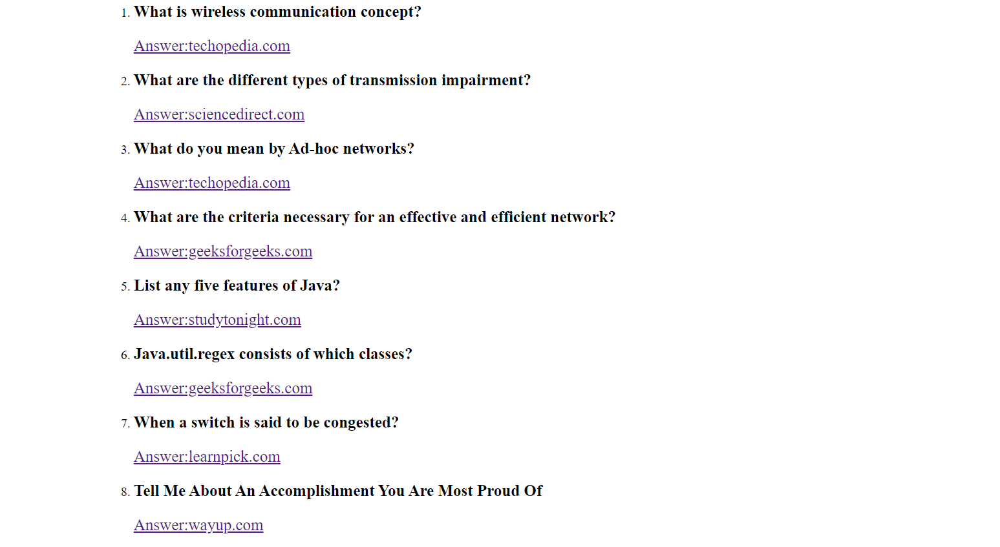 1. What is wireless communication concept?
Answer:techopedia.com
2. What are the different types of transmission impairment?
Answer:sciencedirect.com
3. What do you mean by Ad-hoc networks?
Answer:techopedia.com
4. What are the criteria necessary for an effective and efficient network?
Answer:geeksforgeeks.com
5. List any five features of Java?
Answer:studytonight.com
6. Java.util.regex consists of which classes?
Answer:geeksforgeeks.com
7. When a switch is said to be congested?
Answer:learnpick.com
8. Tell Me About An Accomplishment You Are Most Proud Of
Answer:wayup.com